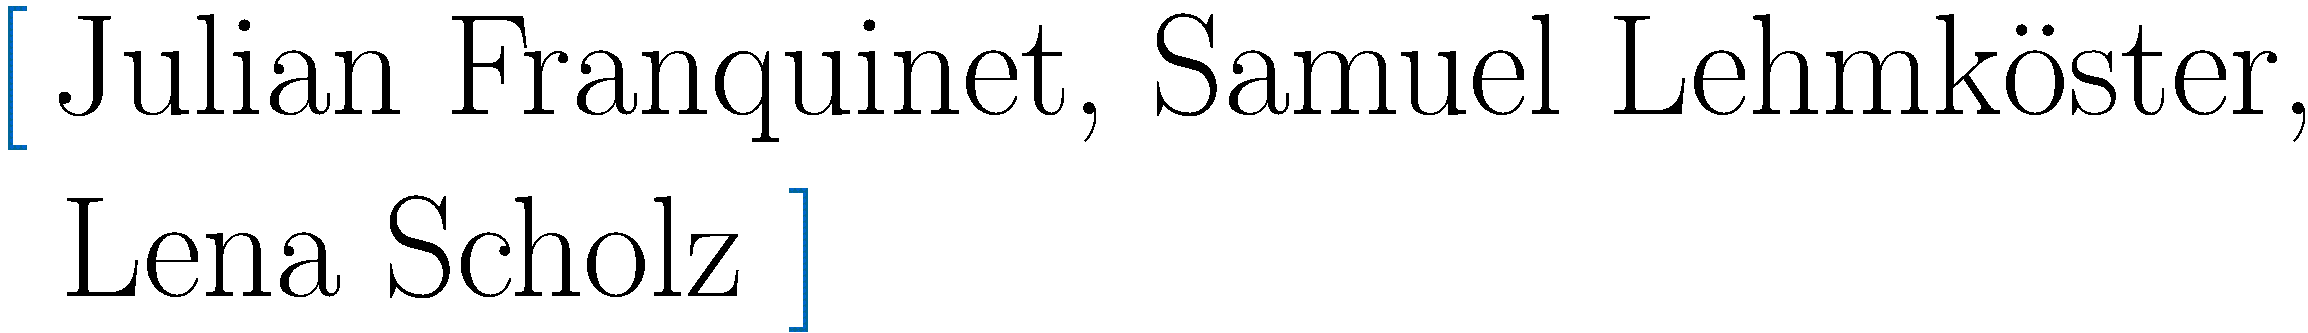 [ Julian Franquinet, Samuel Lehmköster,
Lena Scholz ]